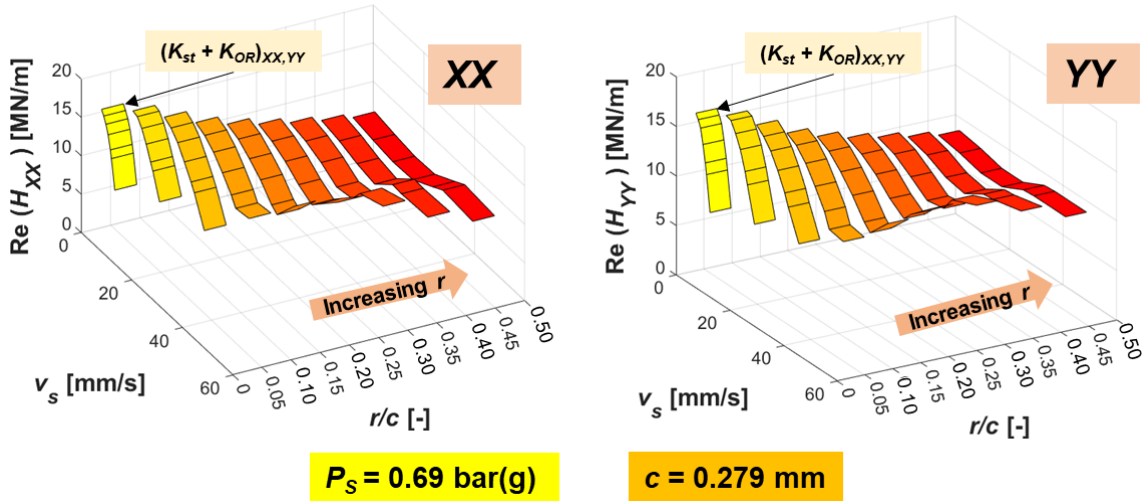 (K_st + K_OR)_XX,YY
XX
Re (H_XX) [MN/m]
20
15
10
5
0
0
20
40
60
v_s [mm/s]
0
0.05
0.10
0.15
0.20
0.25
0.30
0.35
0.40
0.45
0.50
r/c [-]
Increasing r
(K_st + K_OR)_XX,YY
YY
Re (H_YY) [MN/m]
20
15
10
5
0
0
20
40
60
v_s [mm/s]
0
0.05
0.10
0.15
0.20
0.25
0.30
0.35
0.40
0.45
0.50
r/c [-]
Increasing r
P_S = 0.69 bar(g)
c = 0.279 mm